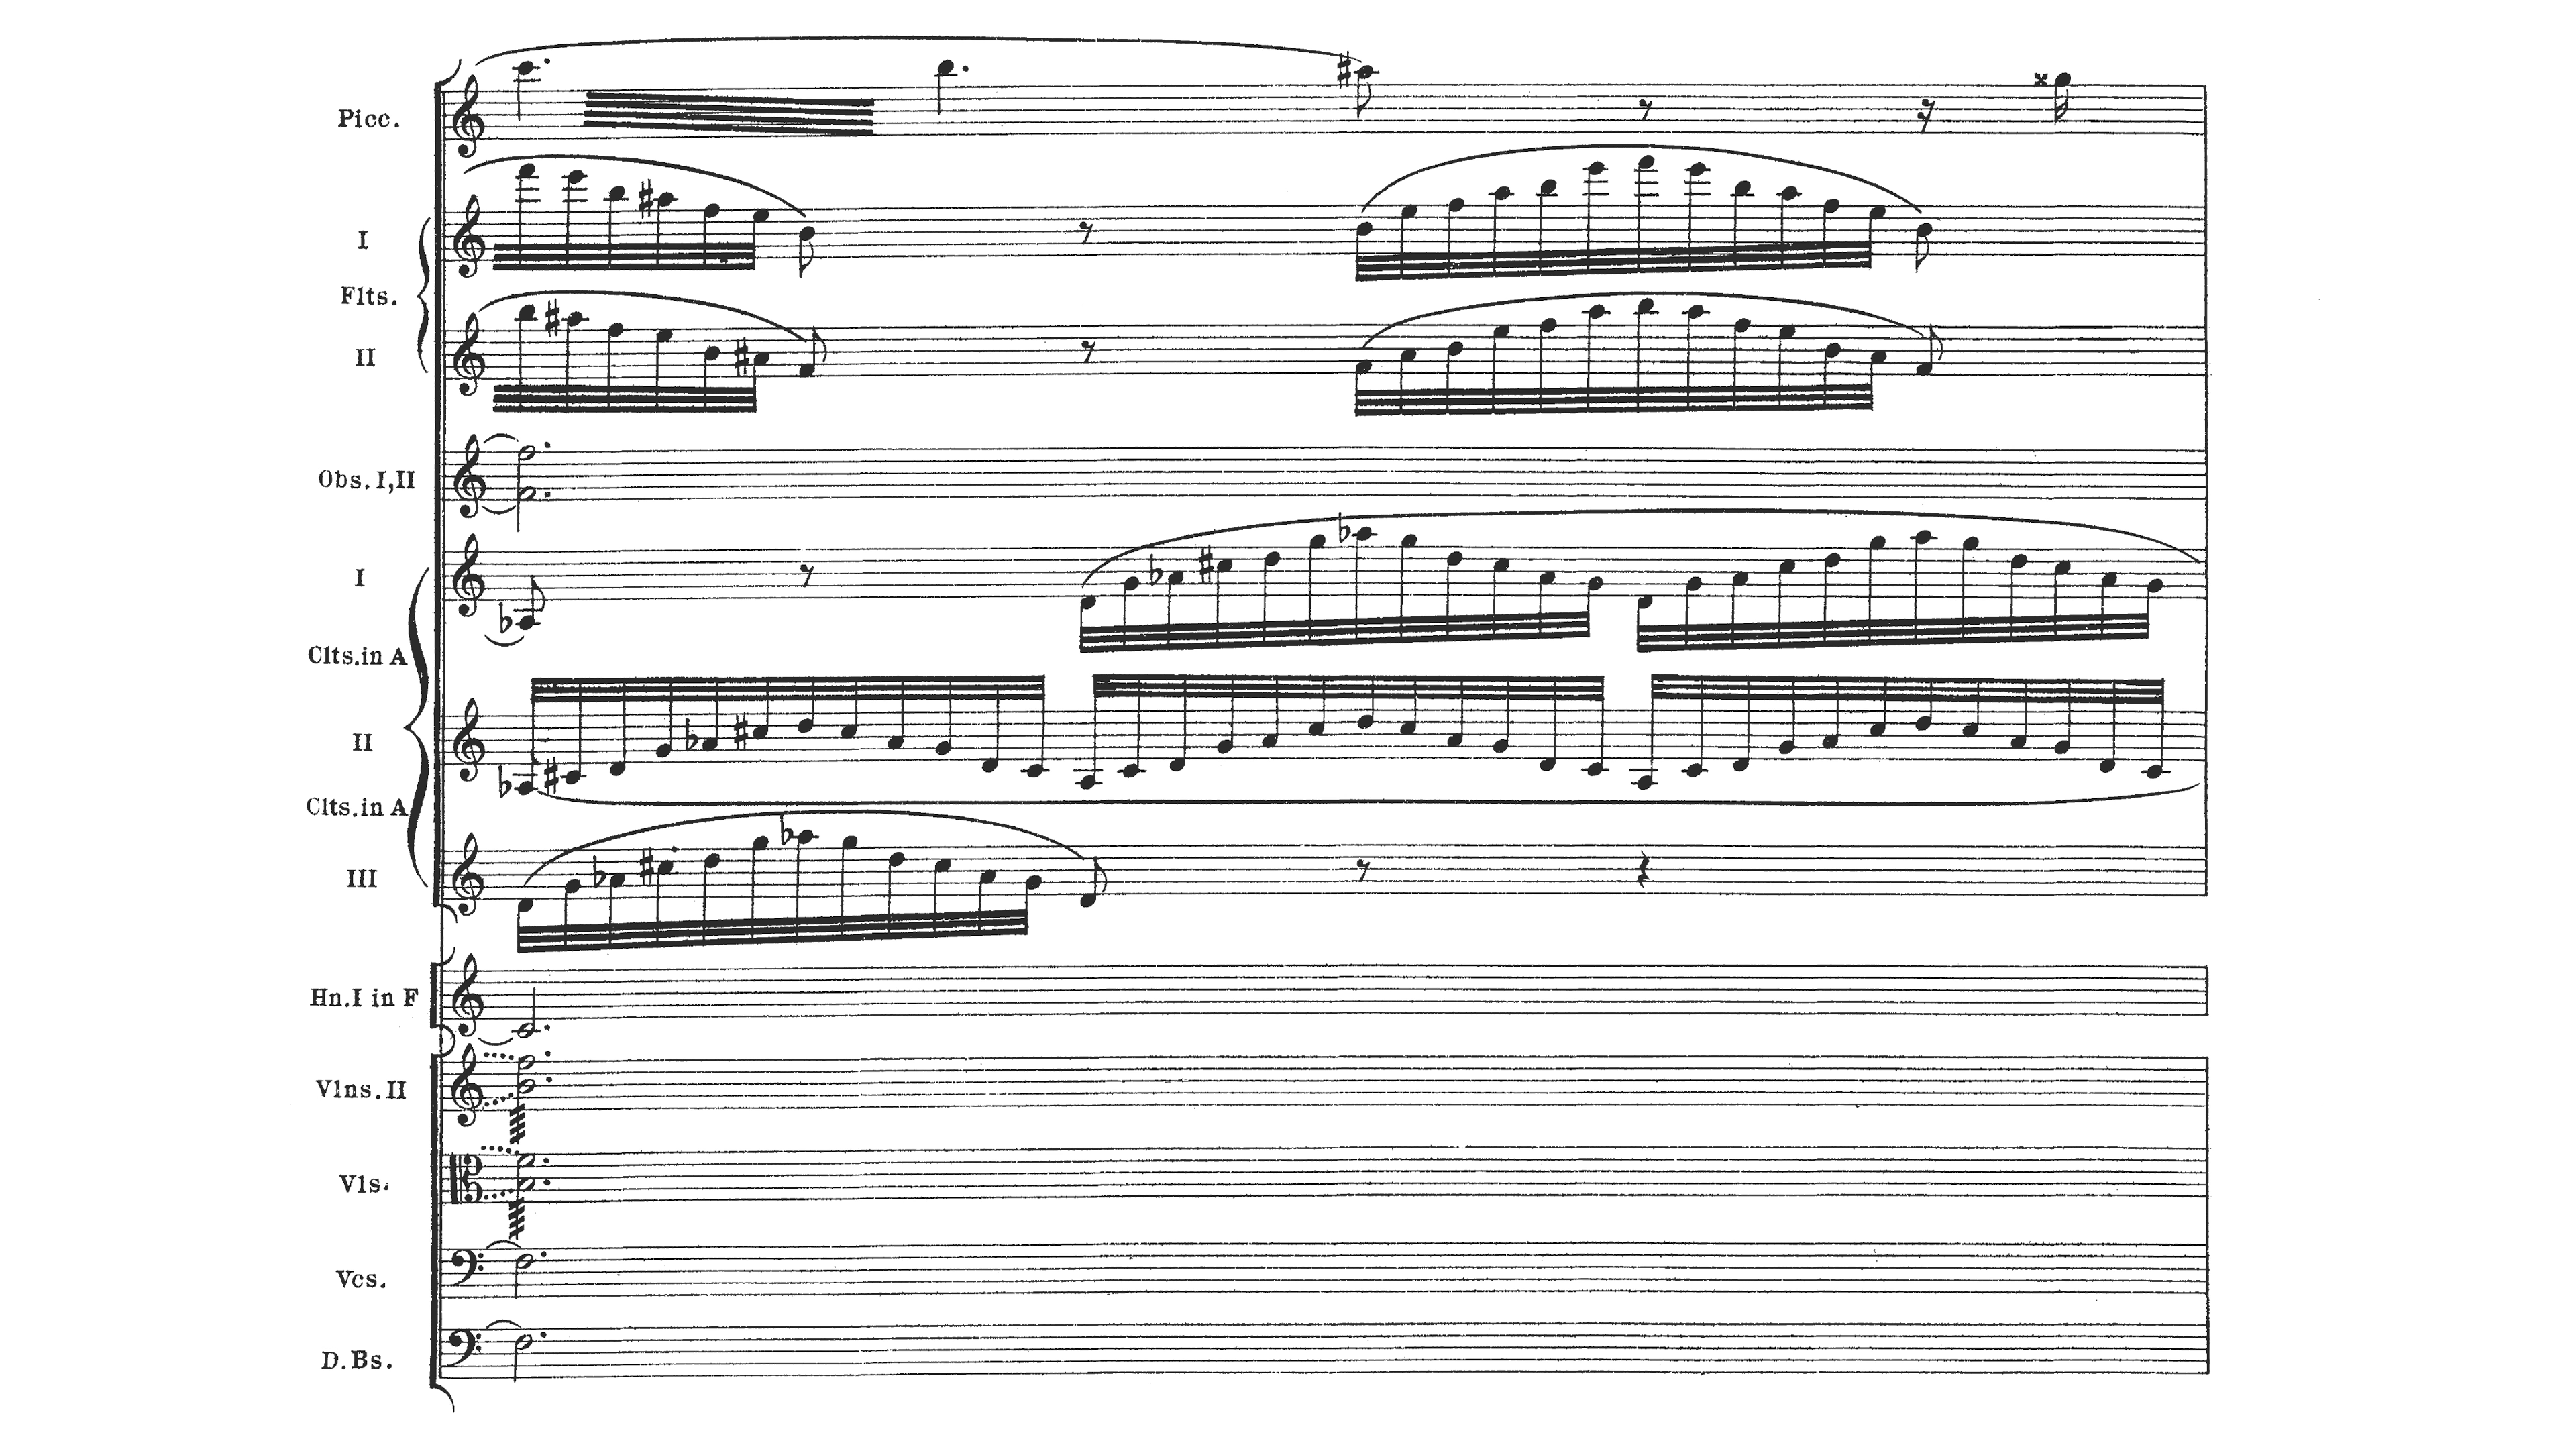 Picc.
I
Flts.
II
Obs. I,II
I
Clts.in A
II
Clts.in A
III
Hn.I in F
Vlns. II
Vls.
Vcs.
D.Bs.